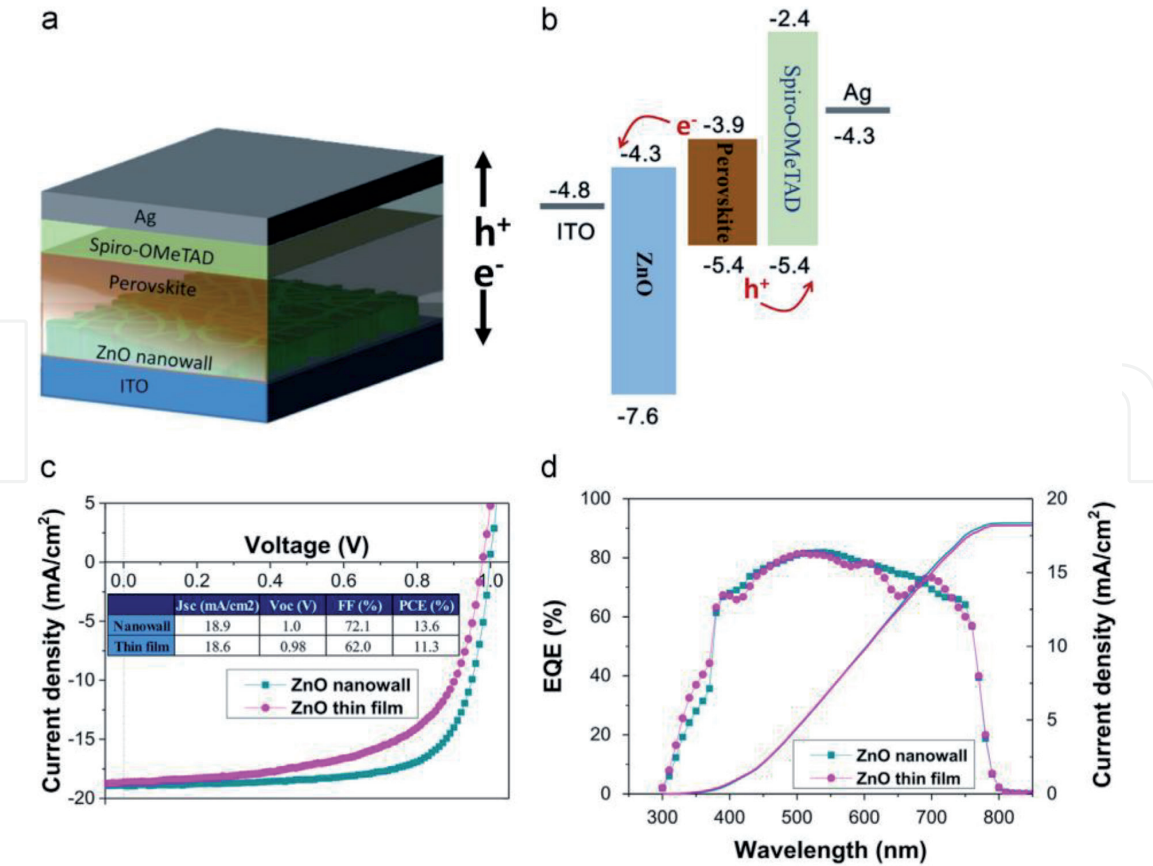 a
Ag
Spiro-OMeTAD
Perovskite
ZnO nanowall
ITO
h⁺
e⁻
b
-4.8
ITO
-4.3
ZnO
-7.6
e⁻
-3.9
Perovskite
-5.4
-2.4
Spiro-OMeTAD
-5.4
h⁺
Ag
-4.3
c
Current density (mA/cm²)
5
0
-5
-10
-15
-20
Voltage (V)
0.0 0.2 0.4 0.6 0.8 1.0
Jsc (mA/cm2) Voc (V) FF (%) PCE (%)
Nanowall 18.9 1.0 72.1 13.6
Thin film 18.6 0.98 62.0 11.3
ZnO nanowall
ZnO thin film
d
EQE (%)
100
80
60
40
20
0
20
15
10
5
0
Current density (mA/cm²)
ZnO nanowall
ZnO thin film
300 400 500 600 700 800
Wavelength (nm)